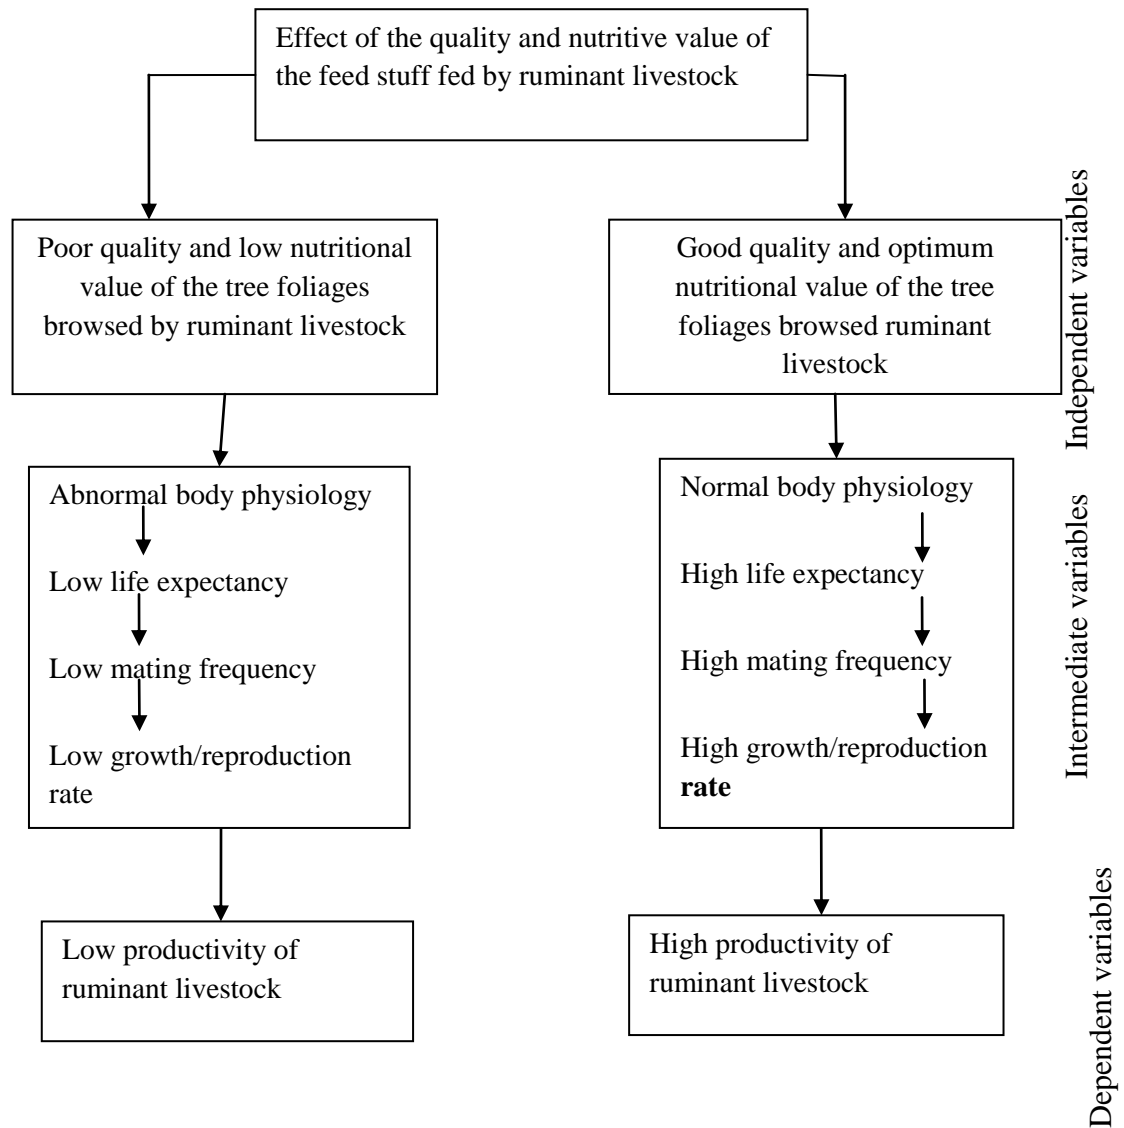 Effect of the quality and nutritive value of
the feed stuff fed by ruminant livestock
Poor quality and low nutritional
value of the tree foliages
browsed by ruminant livestock
Good quality and optimum
nutritional value of the tree
foliages browsed ruminant
livestock
Independent variables
Abnormal body physiology
Low life expectancy
Low mating frequency
Low growth/reproduction
rate
Normal body physiology
High life expectancy
High mating frequency
High growth/reproduction
rate
Intermediate variables
Low productivity of
ruminant livestock
High productivity of
ruminant livestock
Dependent variables